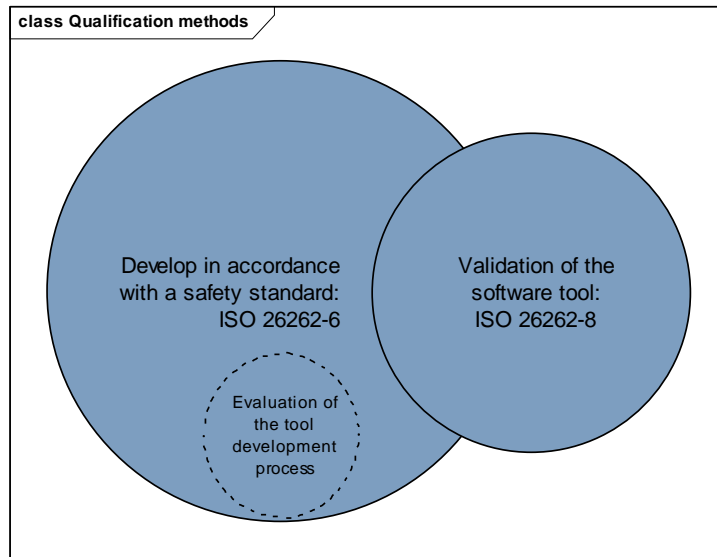 class Qualification methods
Develop in accordance
with a safety standard:
ISO 26262-6
Validation of the
software tool:
ISO 26262-8
Evaluation of
the tool
development
process